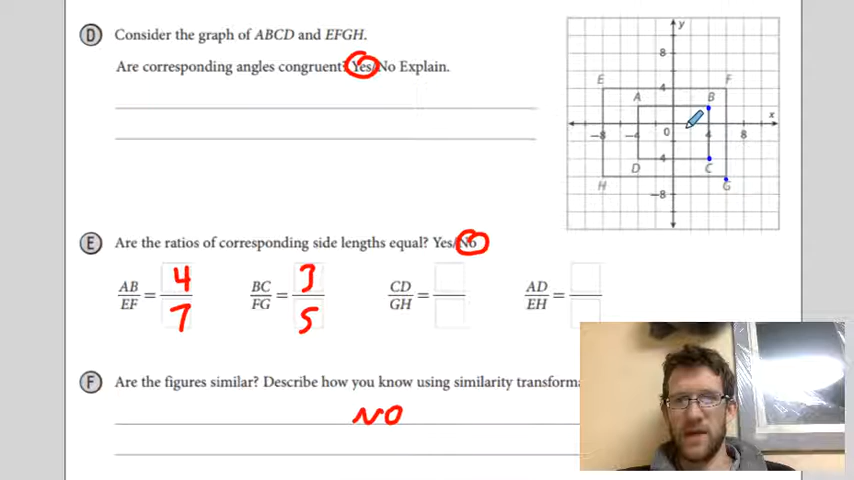 D Consider the graph of ABCD and EFGH.
Are corresponding angles congruent? Yes/No Explain.
y
8
E F
4
A B
x
-8 -4 0 4 8
4
D C
H G
-8
E Are the ratios of corresponding side lengths equal? Yes/No
AB/EF = 4/7 BC/FG = 3/5 CD/GH = AD/EH =
F Are the figures similar? Describe how you know using similarity transforma
NO